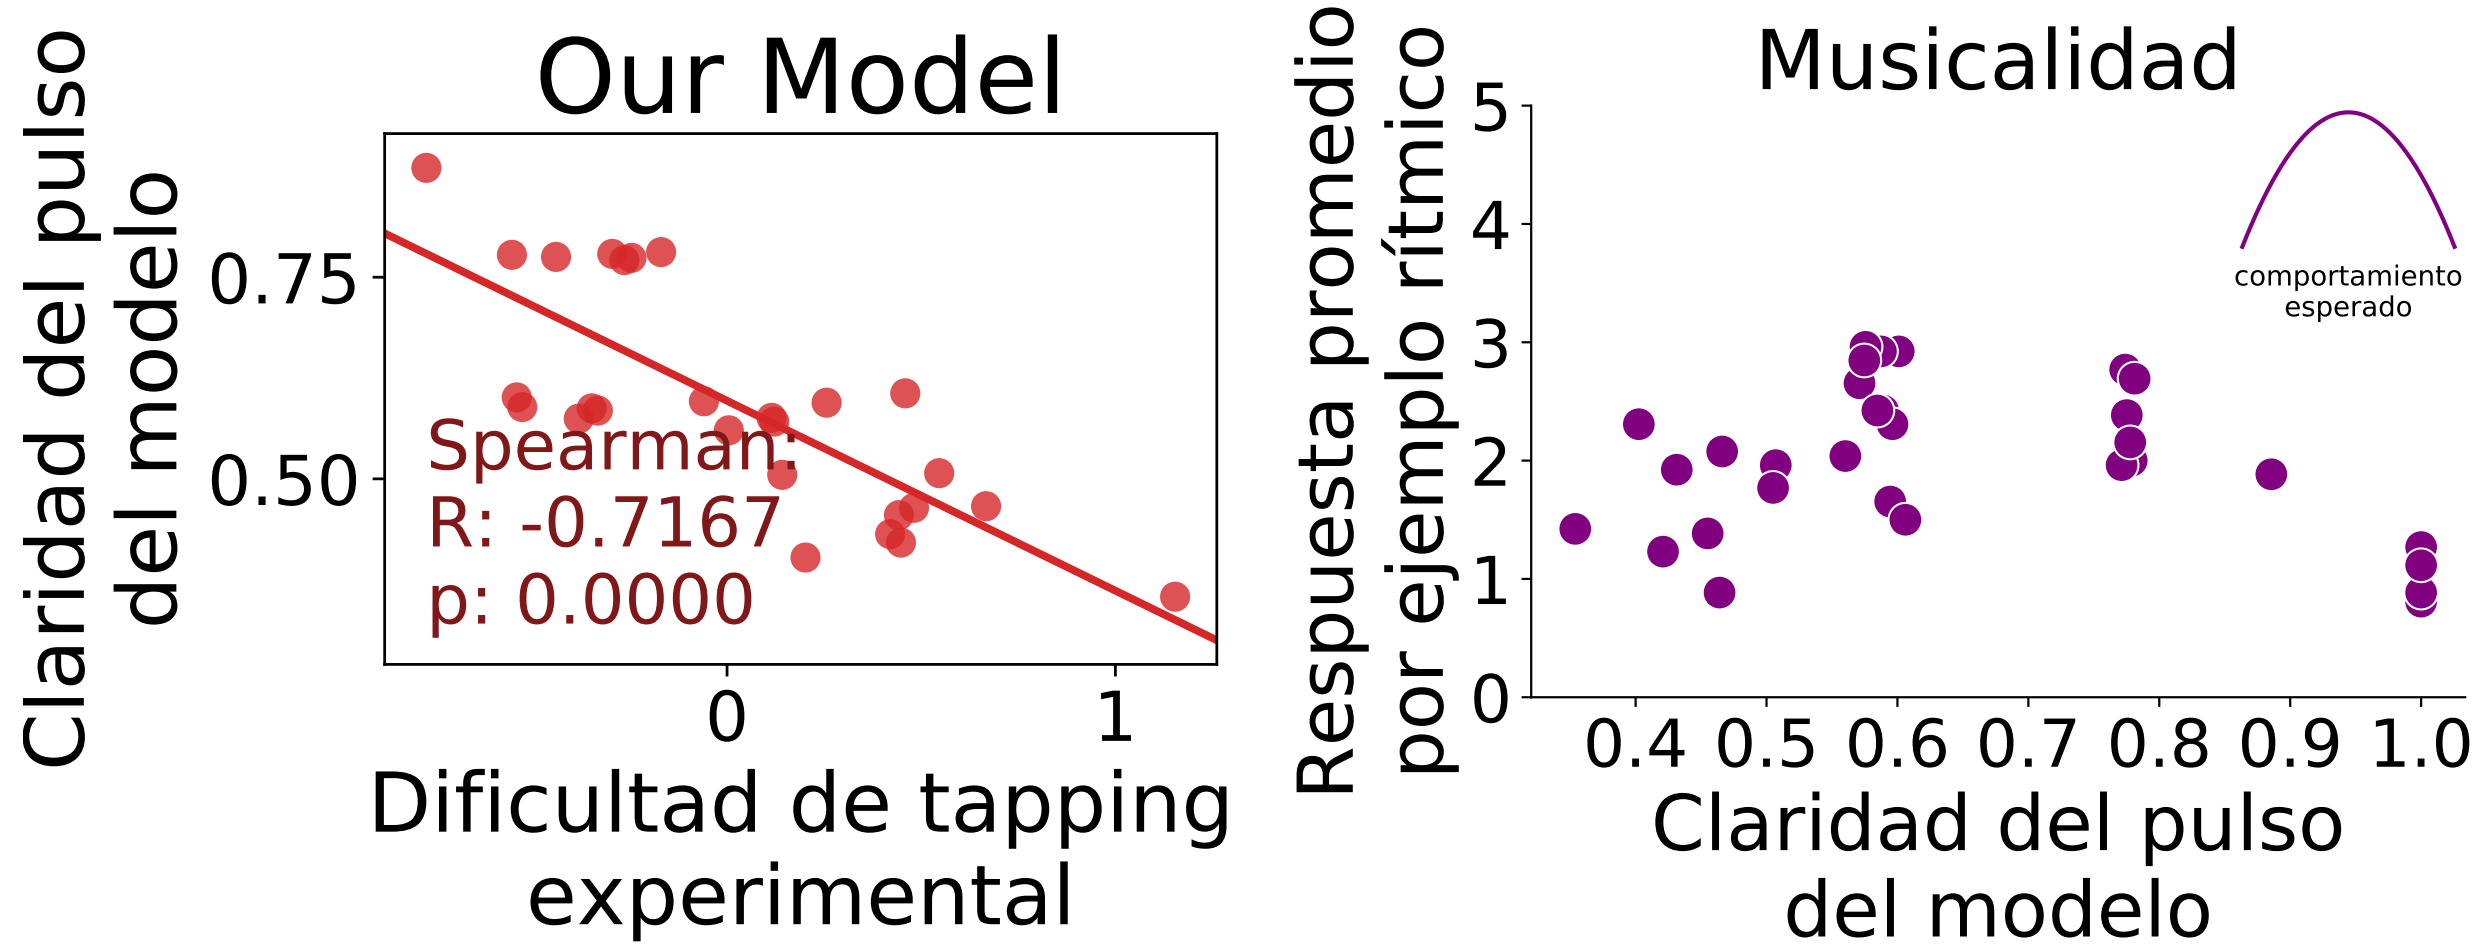 Our Model
Claridad del pulso
del modelo
0.75
0.50
Spearman:
R: -0.7167
p: 0.0000
0 1
Dificultad de tapping
experimental
Musicalidad
Respuesta promedio
por ejemplo rítmico
5
4
3
2
1
0
comportamiento
esperado
0.4 0.5 0.6 0.7 0.8 0.9 1.0
Claridad del pulso
del modelo